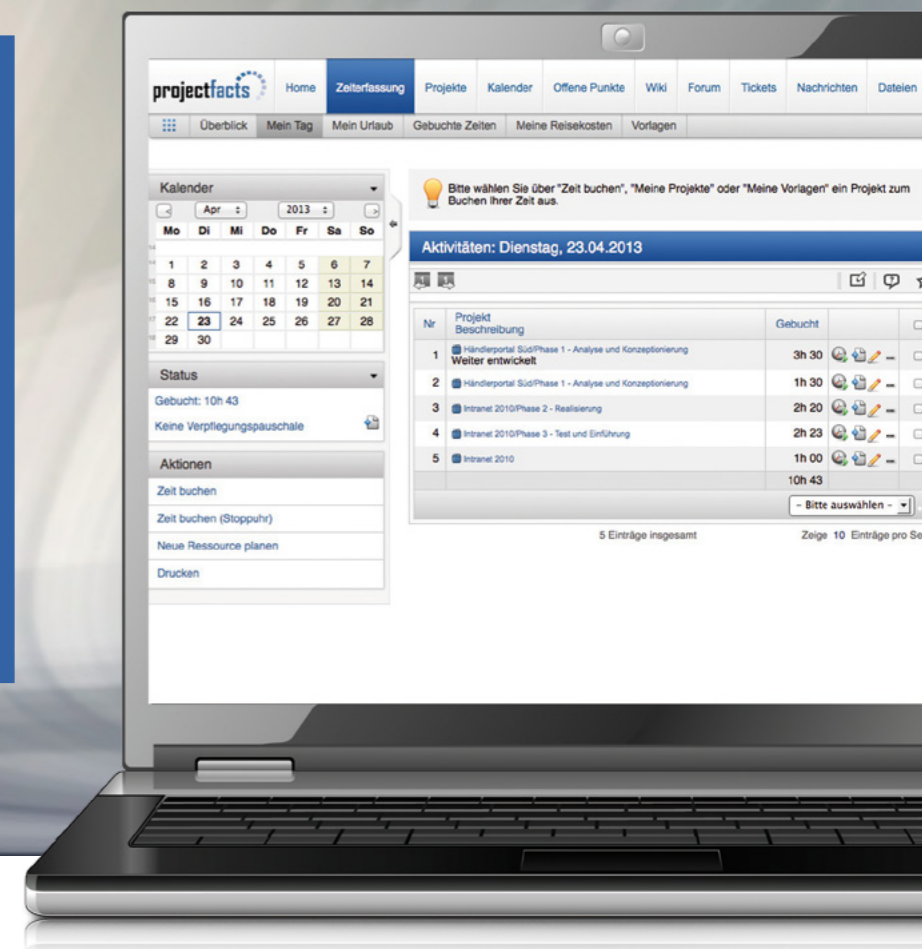 projectfacts Home Zeiterfassung Projekte Kalender Offene Punkte Wiki Forum Tickets Nachrichten Dateien
Überblick Mein Tag Mein Urlaub Gebuchte Zeiten Meine Reisekosten Vorlagen
Kalender
Apr 2013
Mo Di Mi Do Fr Sa So
14
14 1 2 3 4 5 6 7
15 8 9 10 11 12 13 14
16 15 16 17 18 19 20 21
17 22 23 24 25 26 27 28
18 29 30
Status
Gebucht: 10h 43
Keine Verpflegungspauschale
Aktionen
Zeit buchen
Zeit buchen (Stoppuhr)
Neue Ressource planen
Drucken
Bitte wählen Sie über "Zeit buchen", "Meine Projekte" oder "Meine Vorlagen" ein Projekt zum
Buchen Ihrer Zeit aus.
Aktivitäten: Dienstag, 23.04.2013
Nr Projekt Gebucht
Beschreibung
1 Händlerportal Süd/Phase 1 - Analyse und Konzeptionierung 3h 30
Weiter entwickelt
2 Händlerportal Süd/Phase 1 - Analyse und Konzeptionierung 1h 30
3 Intranet 2010/Phase 2 - Realisierung 2h 20
4 Intranet 2010/Phase 3 - Test und Einführung 2h 23
5 Intranet 2010 1h 00
10h 43
- Bitte auswählen -
5 Einträge insgesamt Zeige 10 Einträge pro Se